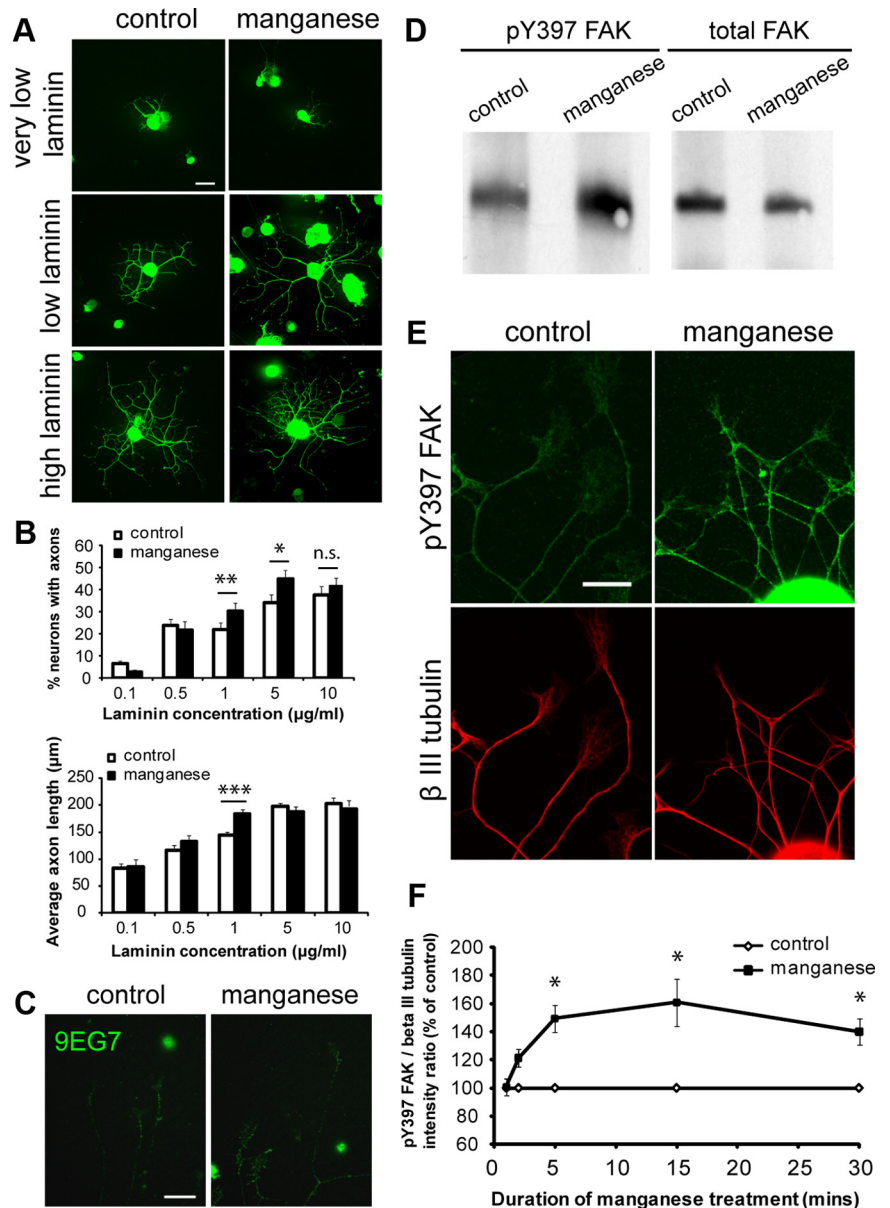 A
control manganese
very low
laminin
low laminin
high laminin
B
control
manganese
% neurons with axons
60
50
40
30
20
10
0
** * n.s.
0.1 0.5 1 5 10
Laminin concentration (µg/ml)
control
manganese
Average axon length (µm)
250
200
150
100
50
0
***
0.1 0.5 1 5 10
Laminin concentration (µg/ml)
C
control manganese
9EG7
D
pY397 FAK total FAK
control manganese control manganese
E
control manganese
pY397 FAK
β III tubulin
F
pY397 FAK / beta III tubulin
intensity ratio (% of control)
200
180
160
140
120
100
80
60
control
manganese
* * *
0 5 10 15 20 25 30
Duration of manganese treatment (mins)